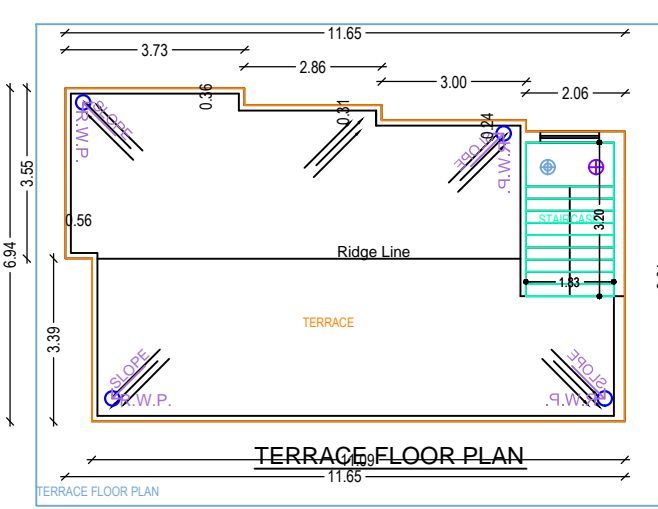 11.65
3.73
2.86
3.00
2.06
0.36
0.31
0.24
SLOPE
R.W.P.
SLOPE
R.W.P.
3.55
6.94
0.56
STAIRCASE
3.20
Ridge Line
1.83
TERRACE
3.39
SLOPE
R.W.P.
SLOPE
R.W.P.
TERRACE FLOOR PLAN
11.09
11.65
TERRACE FLOOR PLAN